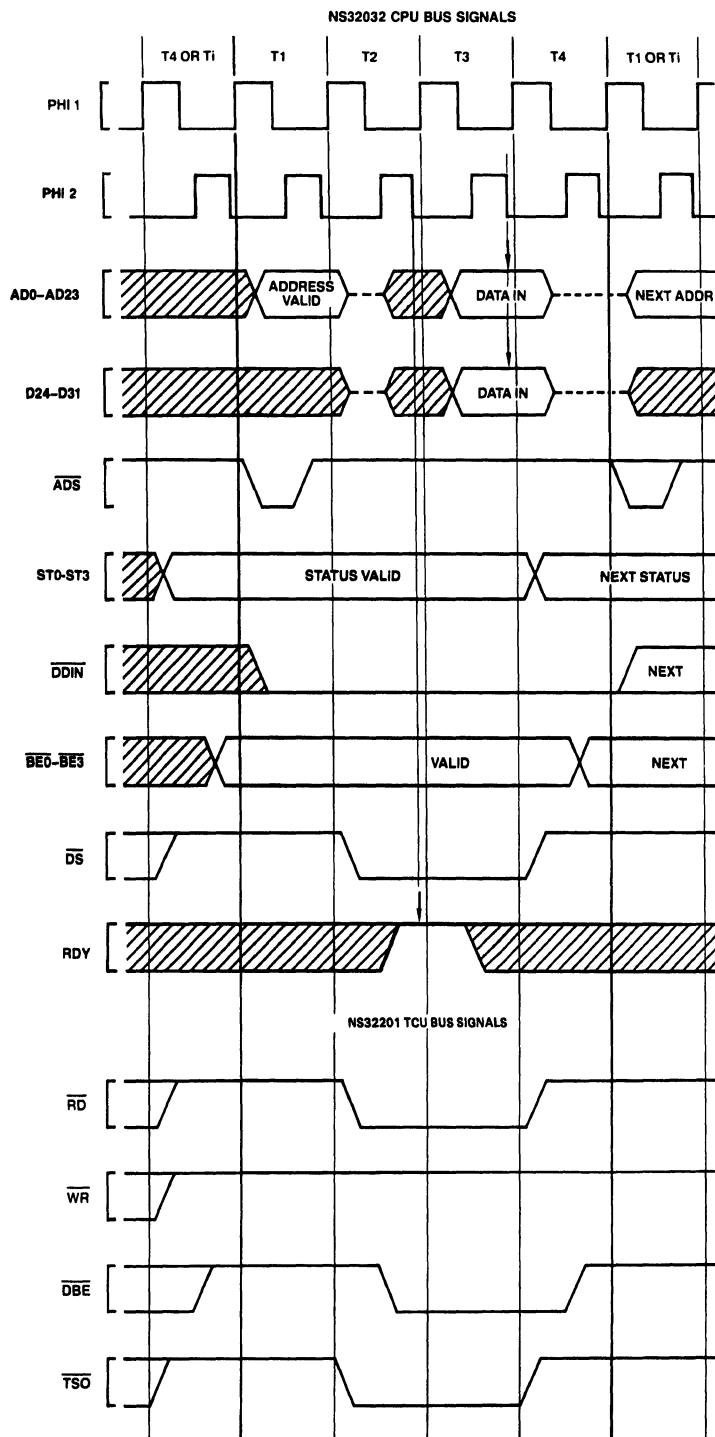 NS32032 CPU BUS SIGNALS
T4 OR Ti T1 T2 T3 T4 T1 OR Ti
PHI 1
PHI 2
AD0–AD23 ADDRESS VALID DATA IN NEXT ADDR
D24–D31 DATA IN
ADS
ST0-ST3 STATUS VALID NEXT STATUS
DDIN NEXT
BE0–BE3 VALID NEXT
DS
RDY
NS32201 TCU BUS SIGNALS
RD
WR
DBE
TSO